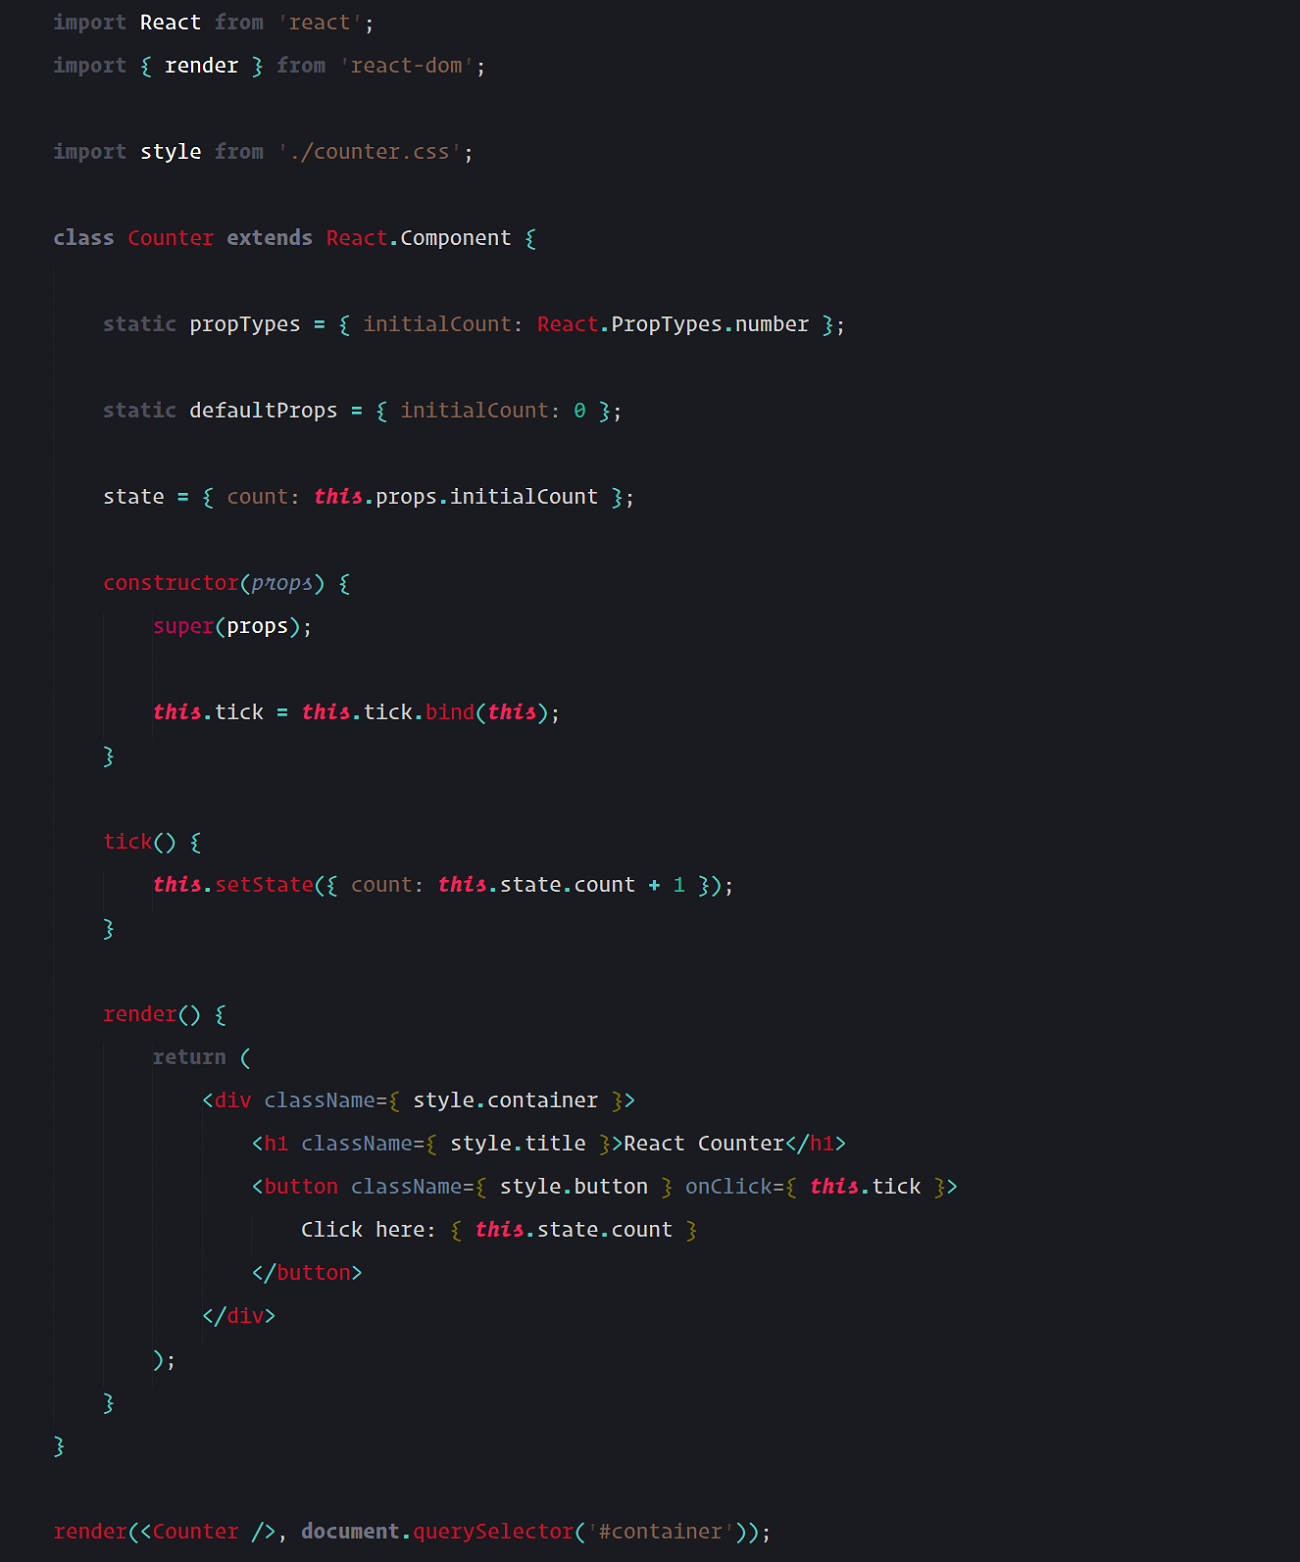 import React from 'react';
import { render } from 'react-dom';
import style from './counter.css';
class Counter extends React.Component {
static propTypes = { initialCount: React.PropTypes.number };
static defaultProps = { initialCount: 0 };
state = { count: this.props.initialCount };
constructor(props) {
super(props);
this.tick = this.tick.bind(this);
}
tick() {
this.setState({ count: this.state.count + 1 });
}
render() {
return (
<div className={ style.container }>
<h1 className={ style.title }>React Counter</h1>
<button className={ style.button } onClick={ this.tick }>
Click here: { this.state.count }
</button>
</div>
);
}
}
render(<Counter />, document.querySelector('#container'));